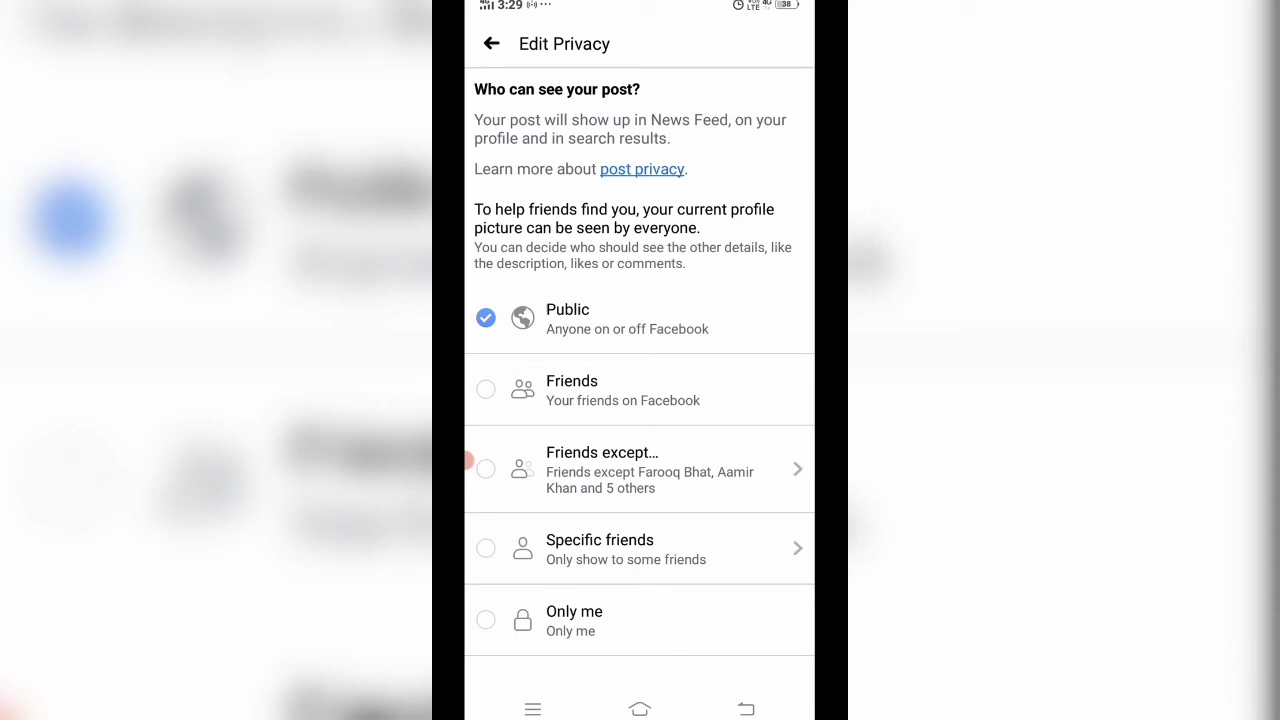 3:29
38
Edit Privacy
Who can see your post?
Your post will show up in News Feed, on your
profile and in search results.
Learn more about post privacy.
To help friends find you, your current profile
picture can be seen by everyone.
You can decide who should see the other details, like
the description, likes or comments.
Public
Anyone on or off Facebook
Friends
Your friends on Facebook
Friends except...
Friends except Farooq Bhat, Aamir
Khan and 5 others
Specific friends
Only show to some friends
Only me
Only me